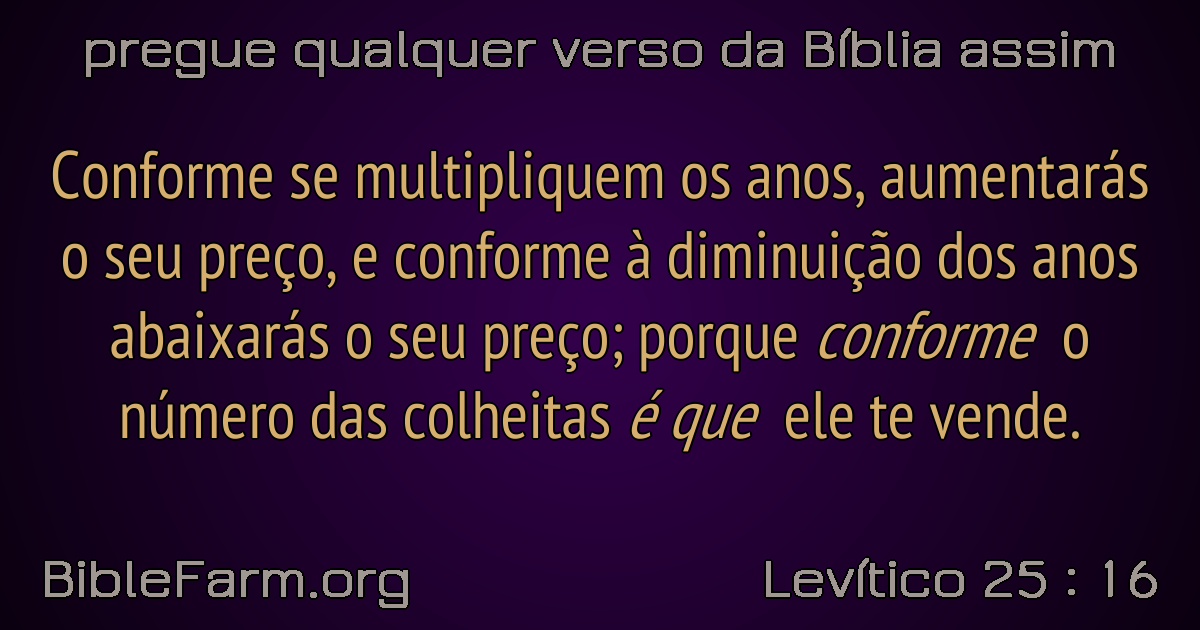 pregue qualquer verso da Bíblia assim
Conforme se multipliquem os anos, aumentarás
o seu preço, e conforme à diminuição dos anos
abaixarás o seu preço; porque conforme o
número das colheitas é que ele te vende.
BibleFarm.org
Levítico 25 : 16